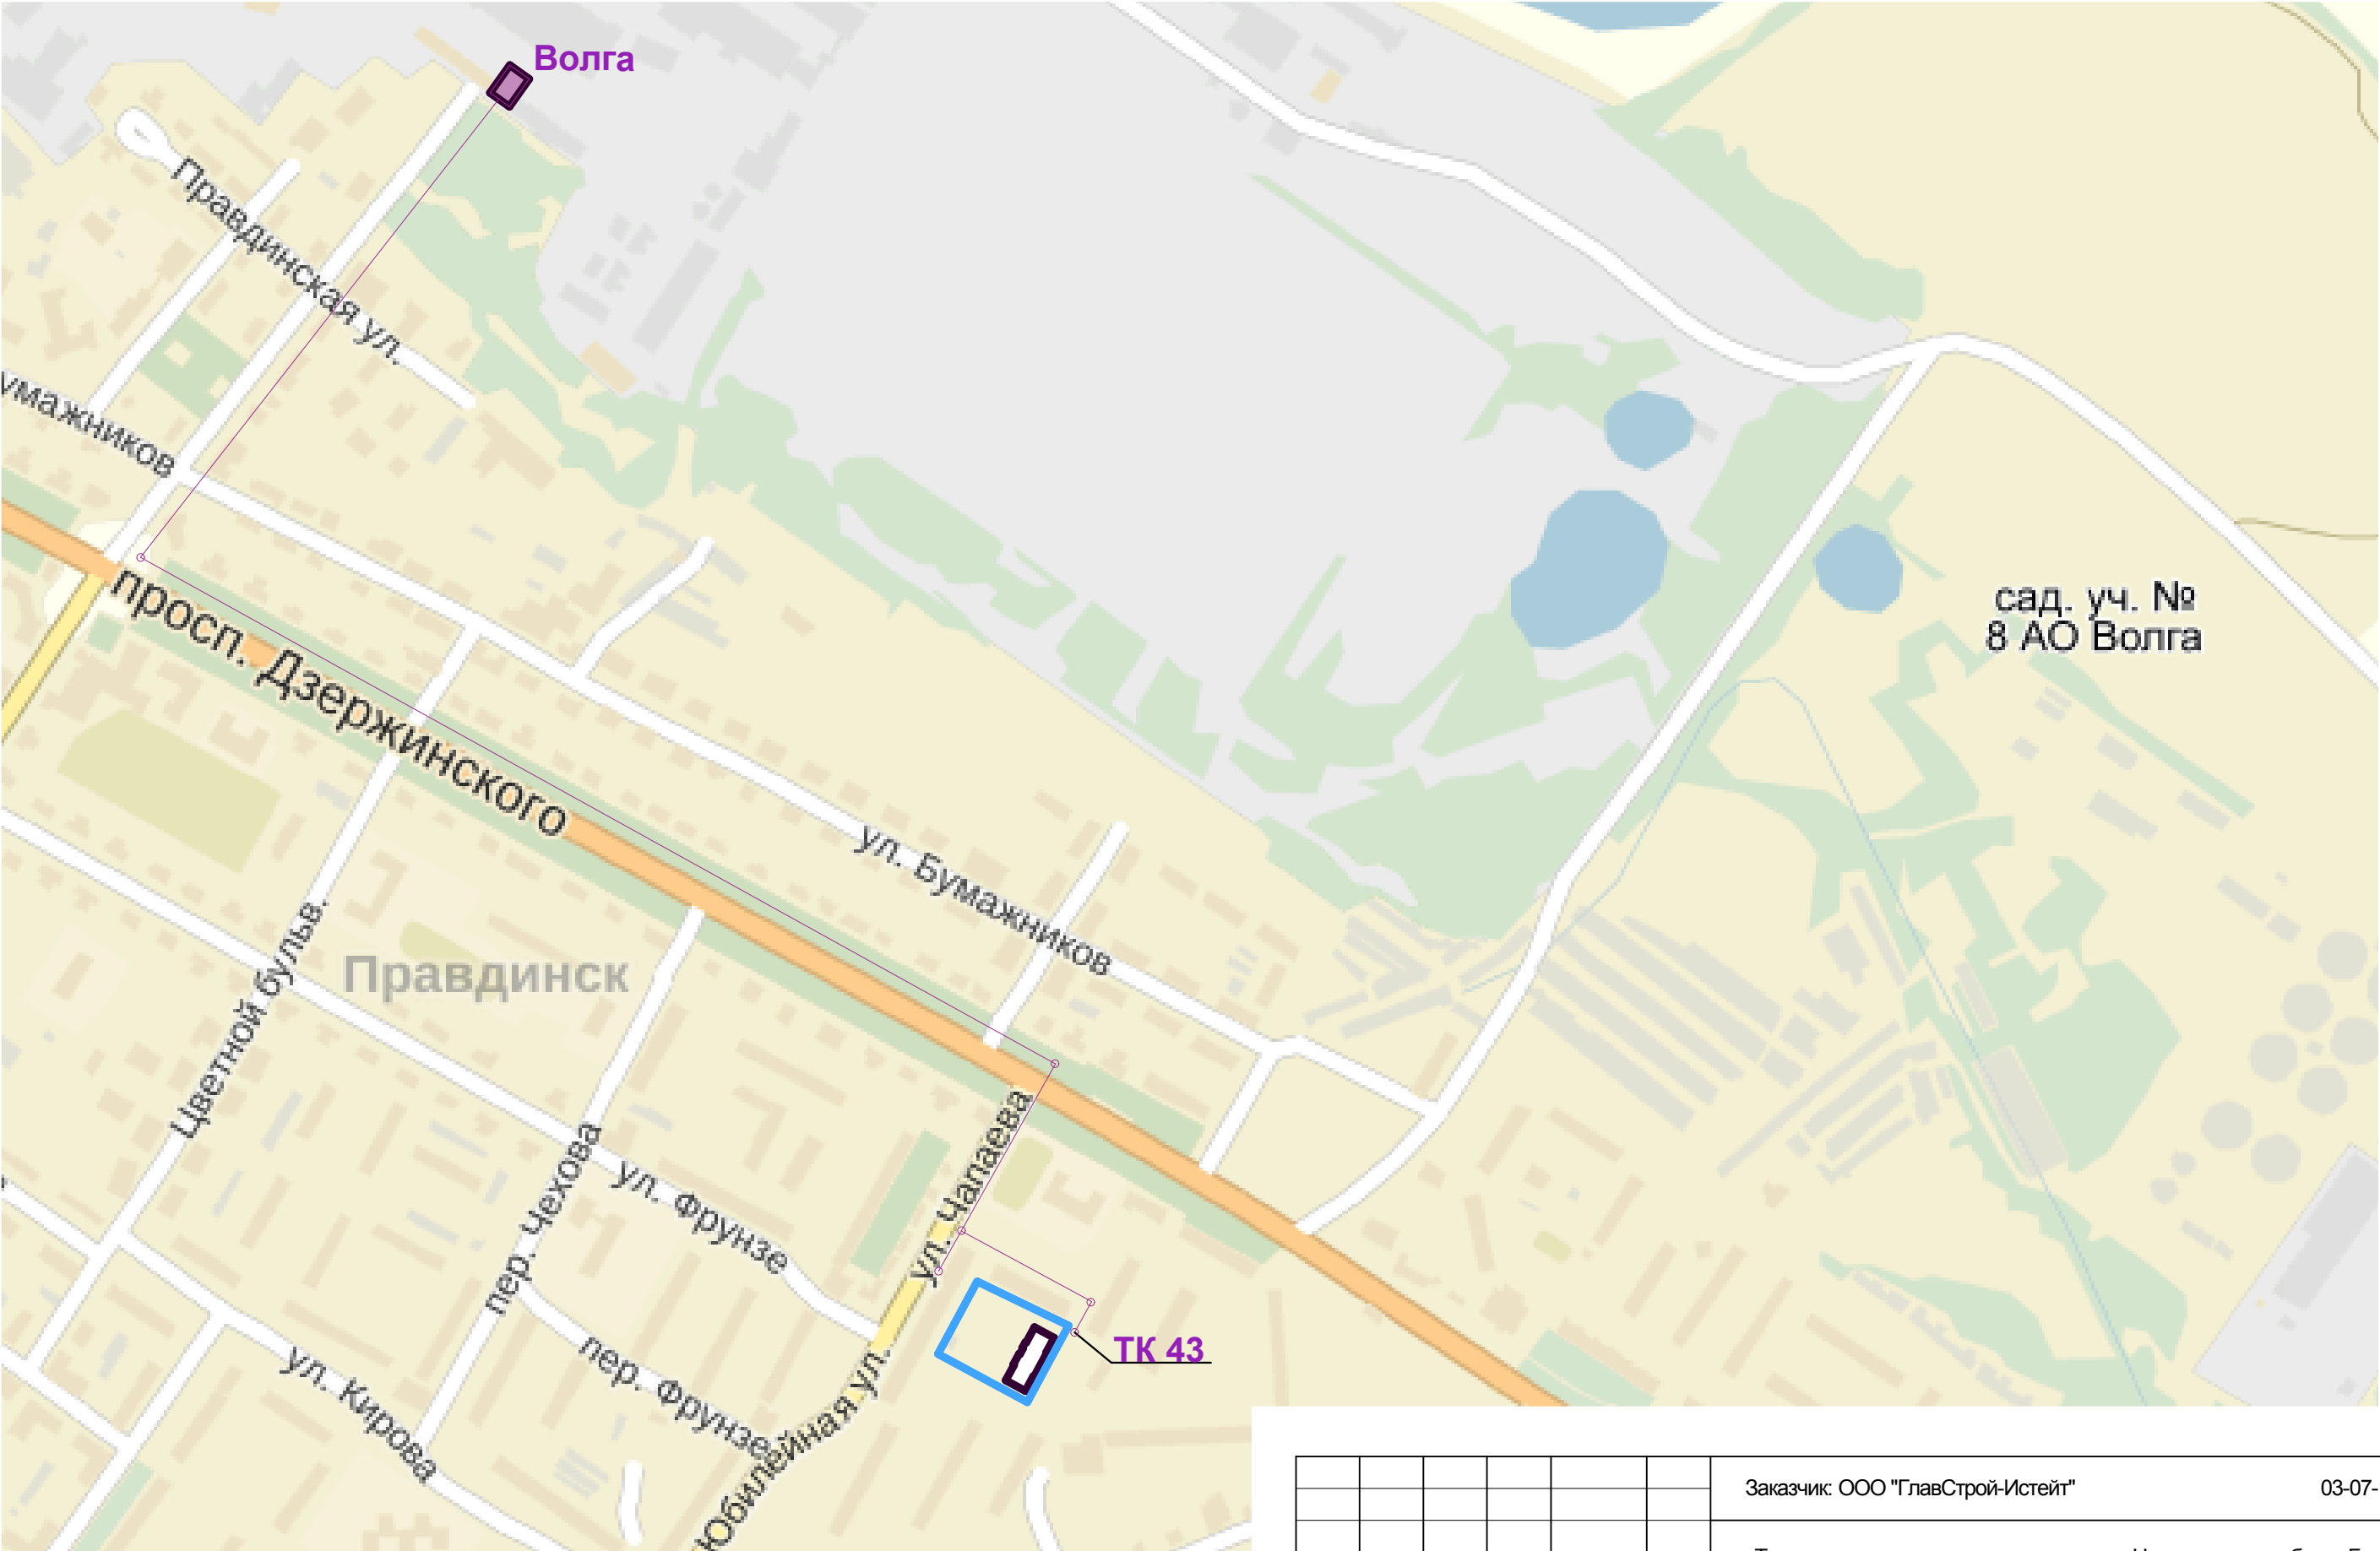 Волга
Правдинская ул.
умажников
просп. Дзержинского
сад. уч. №
8 АО Волга
ул. Бумажников
Правдинск
Цветной бульв.
пер. Чехова
ул. Фрунзе
ул. Чапаева
пер. Фрунзе
ул. Кирова
Юбилейная ул.
ТК 43
Заказчик: ООО "ГлавСтрой-Истейт"
03-07-